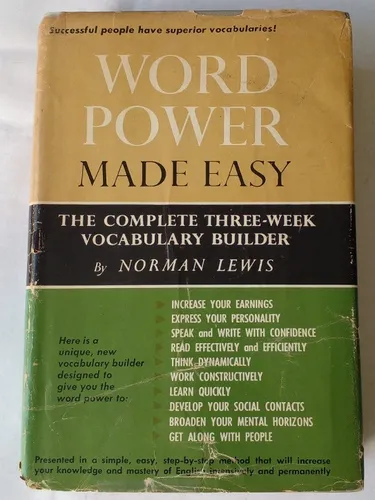 Successful people have superior vocabularies!
WORD
POWER
MADE EASY
THE COMPLETE THREE-WEEK
VOCABULARY BUILDER
By NORMAN LEWIS
Here is a
unique, new
vocabulary builder
designed to
give you the
word power to:
INCREASE YOUR EARNINGS
EXPRESS YOUR PERSONALITY
SPEAK and WRITE WITH CONFIDENCE
READ EFFECTIVELY and EFFICIENTLY
THINK DYNAMICALLY
WORK CONSTRUCTIVELY
LEARN QUICKLY
DEVELOP YOUR SOCIAL CONTACTS
BROADEN YOUR MENTAL HORIZONS
GET ALONG WITH PEOPLE
Presented in a simple, easy, step-by-step method that will increase
your knowledge and mastery of English immensely and permanently